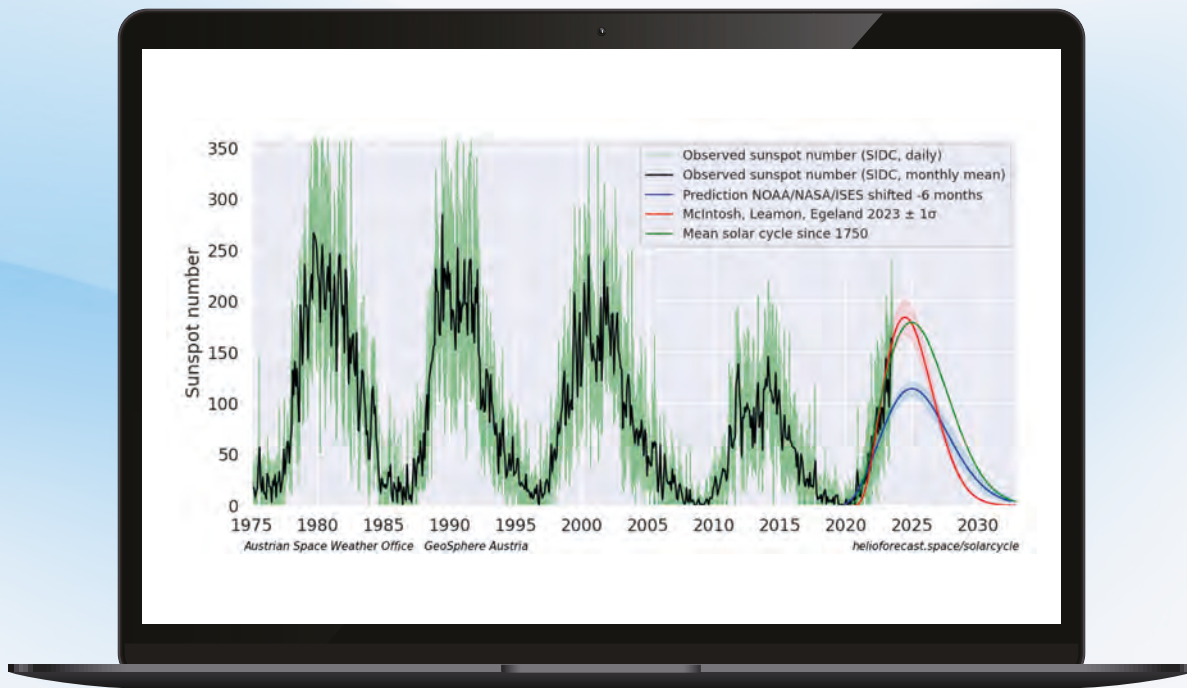 350
300
250
200
150
100
50
0
Sunspot number
Observed sunspot number (SIDC, daily)
Observed sunspot number (SIDC, monthly mean)
Prediction NOAA/NASA/ISES shifted -6 months
McIntosh, Leamon, Egeland 2023 ± 1σ
Mean solar cycle since 1750
1975 1980 1985 1990 1995 2000 2005 2010 2015 2020 2025 2030
Austrian Space Weather Office GeoSphere Austria helioforecast.space/solarcycle